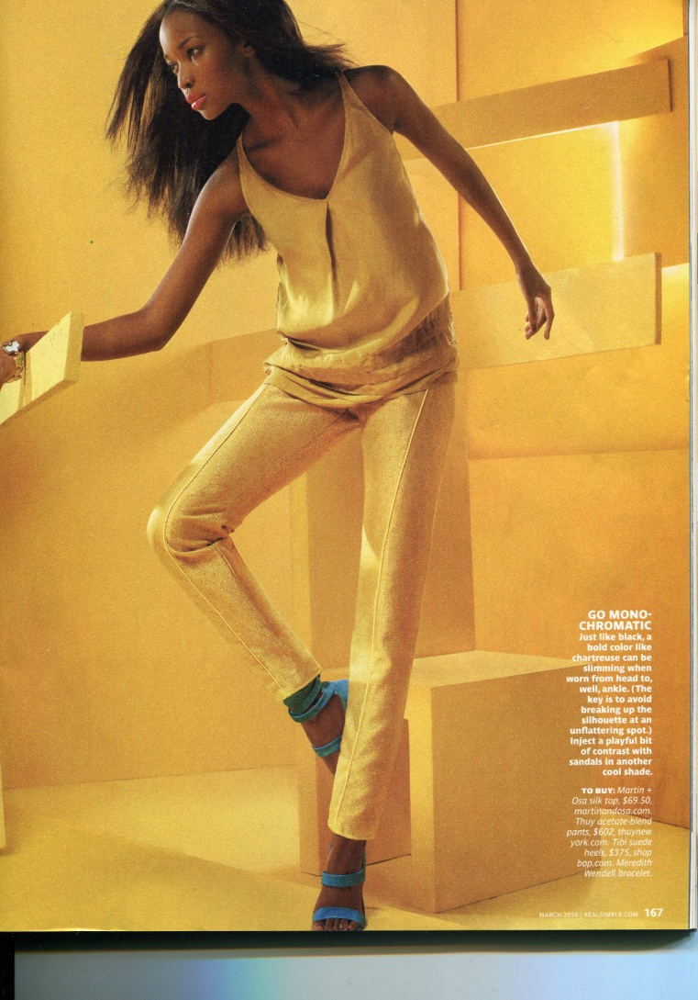 GO MONO-
CHROMATIC
Just like black, a
bold color like
chartreuse can be
slimming when
worn from head to,
well, ankle. (The
key is to avoid
breaking up the
silhouette at an
unflattering spot.)
Inject a playful bit
of contrast with
sandals in another
cool shade.
TO BUY: Martin +
Osa silk top, $69.50,
martinandosa.com.
Thuy acetate-blend
pants, $602, thuynew
york.com. Tibi suede
heels, $375, shop
bop.com. Meredith
Wendell bracelet.
MARCH 2010 | REALSIMPLE.COM 167